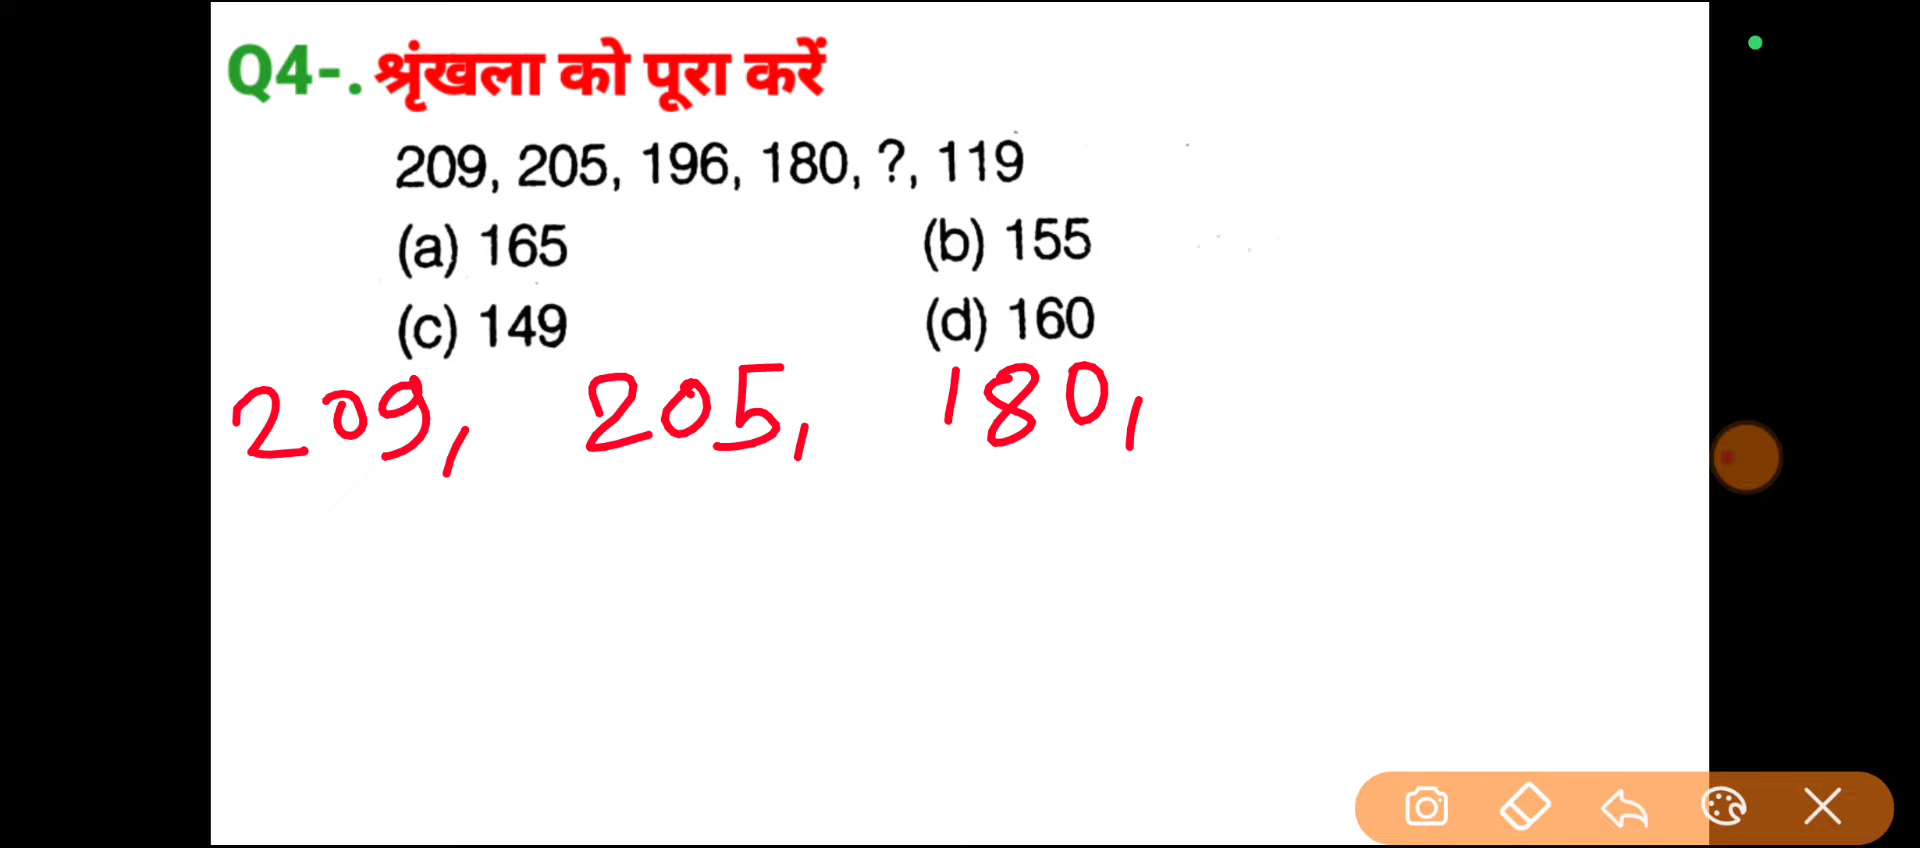 Q4-. श्रृंखला को पूरा करें
209, 205, 196, 180, ?, 119
(a) 165 (b) 155
(c) 149 (d) 160
209, 205, 180,